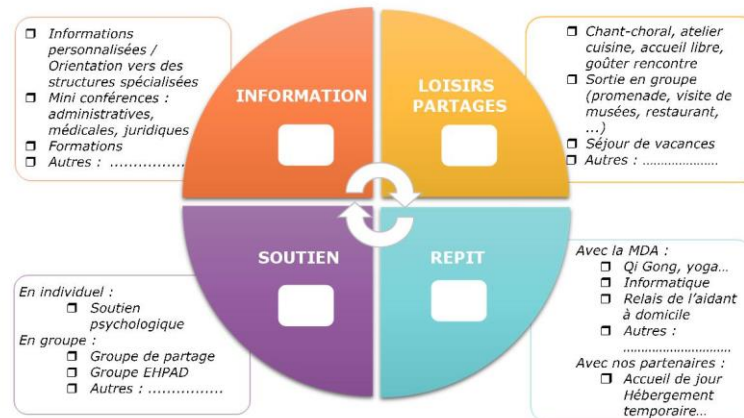 ❒ Informations
personnalisées /
Orientation vers des
structures spécialisées
❒ Mini conférences :
administratives,
médicales, juridiques
❒ Formations
❒ Autres : ..................
INFORMATION
LOISIRS
PARTAGES
❒ Chant-choral, atelier
cuisine, accueil libre,
goûter rencontre
❒ Sortie en groupe
(promenade, visite de
musées, restaurant,
...)
❒ Séjour de vacances
❒ Autres : .....................
SOUTIEN
REPIT
En individuel :
❒ Soutien
psychologique
En groupe :
❒ Groupe de partage
❒ Groupe EHPAD
❒ Autres : .................
Avec la MDA :
❒ Qi Gong, yoga...
❒ Informatique
❒ Relais de l'aidant
à domicile
❒ Autres :
..............................
Avec nos partenaires :
❒ Accueil de jour
Hébergement
temporaire...